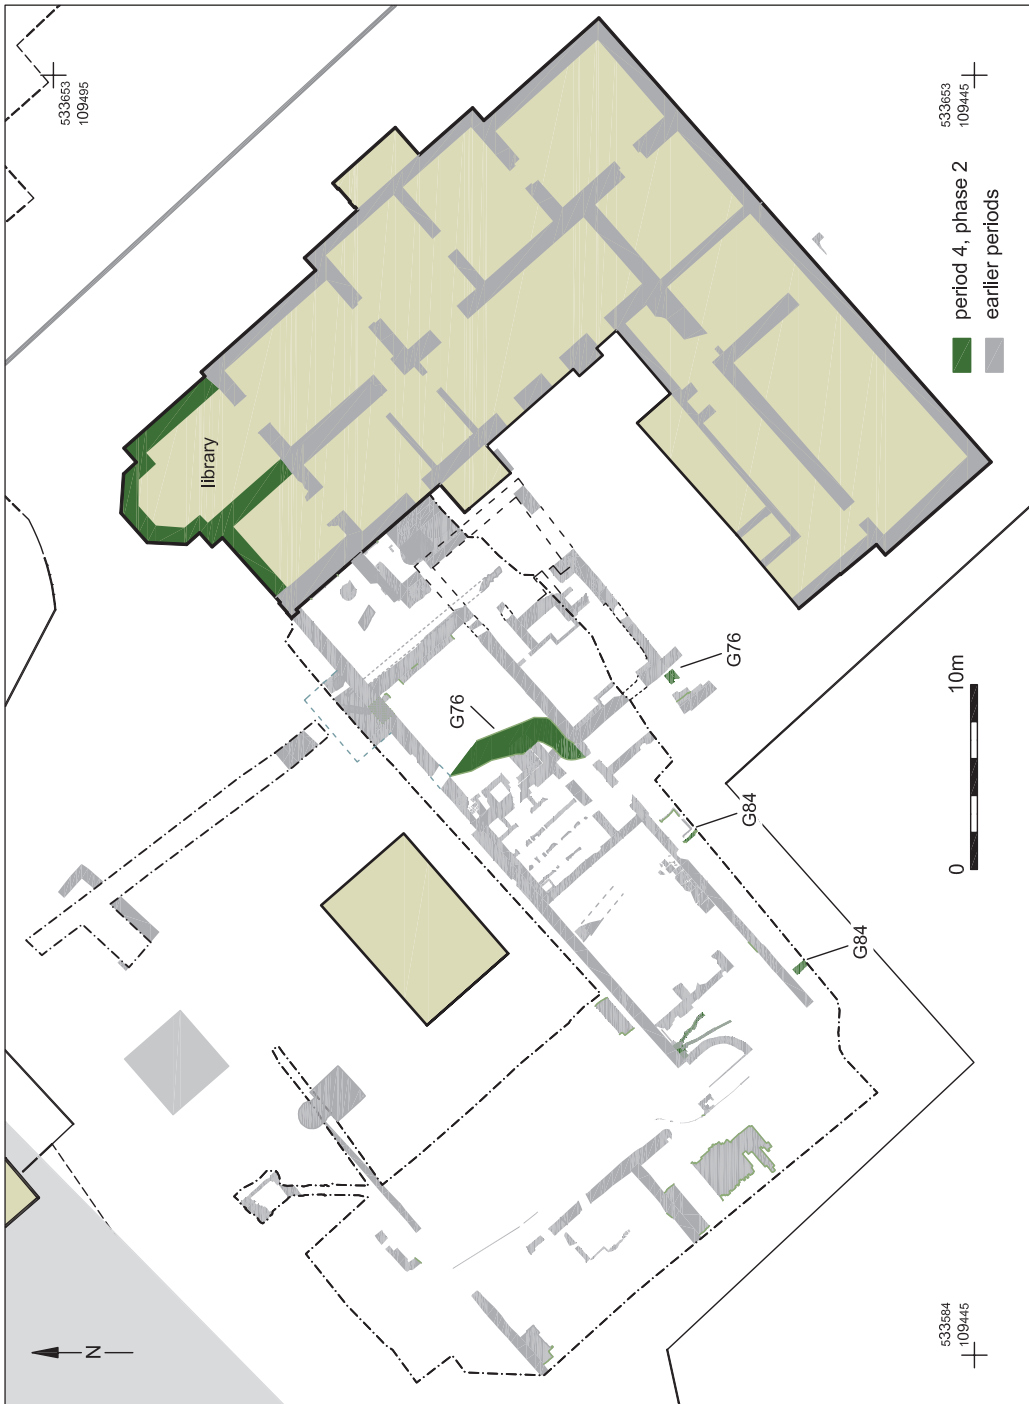 533653
109495
533653
109445
period 4, phase 2
earlier periods
library
G76
G76
G84
G84
0
10m
N
533584
109445